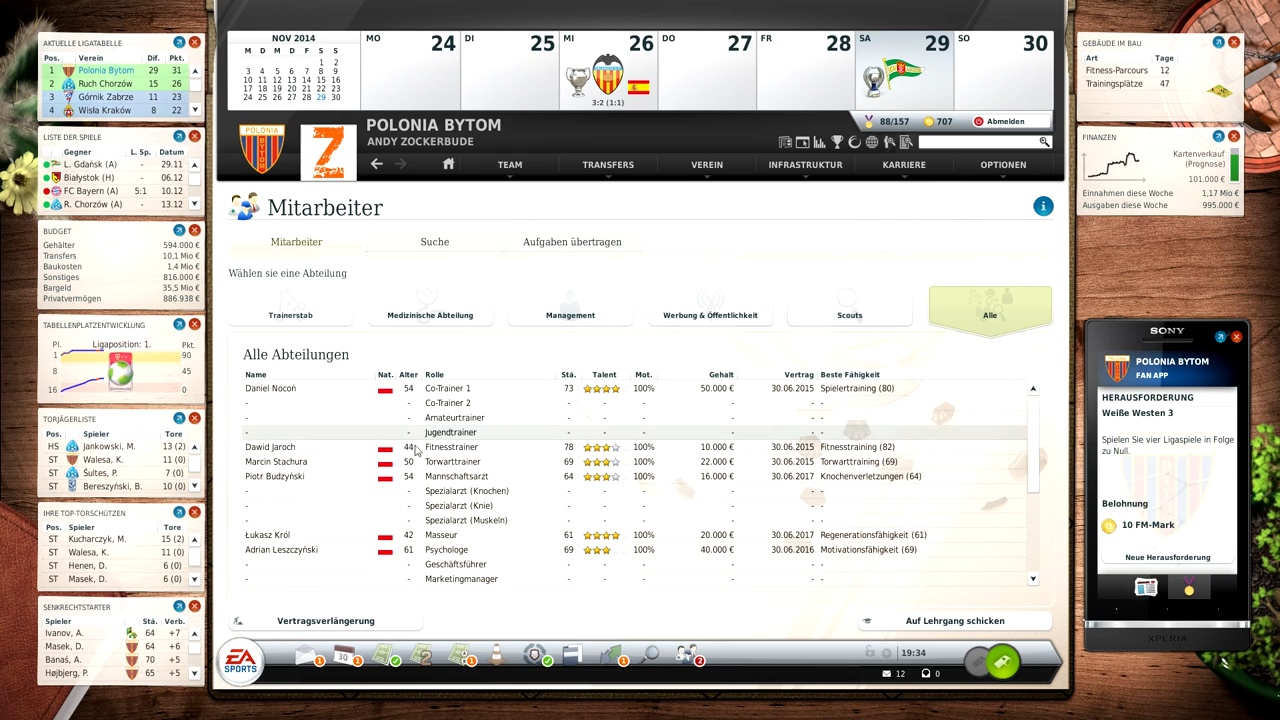 AKTUELLE LIGATABELLE
Pos. Verein Dif. Pkt.
1 Polonia Bytom 29 31
2 Ruch Chorzów 15 26
3 Górnik Zabrze 11 23
4 Wisła Kraków 8 22
LISTE DER SPIELE
Gegner L. Sp. Datum
L. Gdańsk (A) - 29.11
Białystok (H) - 06.12
FC Bayern (A) 5:1 10.12
R. Chorzów (A) - 13.12
BUDGET
Gehälter 594.000 €
Transfers 10,1 Mio €
Baukosten 1,4 Mio €
Sonstiges 816.000 €
Bargeld 35,5 Mio €
Privatvermögen 886.938 €
TABELLENPLATZENTWICKLUNG
Pl. Ligaposition: 1. Pkt.
1 90
8 45
16 0
TORJÄGERLISTE
Pos. Spieler Tore
HS Jankowski, M. 13 (2)
ST Walesa, K. 11 (0)
ST Šultes, P. 7 (0)
ST Bereszyński, B. 10 (0)
IHRE TOP-TORSCHÜTZEN
Pos. Spieler Tore
ST Kucharczyk, M. 15 (2)
ST Walesa, K. 11 (0)
ST Henen, D. 6 (0)
ST Masek, D. 6 (0)
SENKRECHTSTARTER
Spieler Stä. Verb.
Ivanov, A. 64 +7
Masek, D. 64 +6
Banaś, A. 70 +5
Højbjerg, P. 65 +5
NOV 2014
M D M D F S S
1 2
3 4 5 6 7 8 9
10 11 12 13 14 15 16
17 18 19 20 21 22 23
24 25 26 27 28 29 30
MO 24
DI 25
MI 26
3:2 (1:1)
DO 27
FR 28
SA 29
SO 30
88/157 707 Abmelden
POLONIA BYTOM
ANDY ZOCKERBUDE
POLONIA
BYTOM
Z
TEAM TRANSFERS VEREIN INFRASTRUKTUR KARRIERE OPTIONEN
Mitarbeiter
Mitarbeiter Suche Aufgaben übertragen
Wählen sie eine Abteilung
Trainerstab Medizinische Abteilung Management Werbung & Öffentlichkeit Scouts Alle
Alle Abteilungen
Name Nat. Alter Rolle Stä. Talent Mot. Gehalt Vertrag Beste Fähigkeit
Daniel Nocoń 54 Co-Trainer 1 73 100% 50.000 € 30.06.2015 Spielertraining (80)
- - Co-Trainer 2 - - - - - -
- - Amateurtrainer - - - - - -
- - Jugendtrainer - - - - - -
Dawid Jaroch 44 Fitnesstrainer 78 100% 10.000 € 30.06.2015 Fitnesstraining (82)
Marcin Stachura 50 Torwarttrainer 69 100% 22.000 € 30.06.2015 Torwarttraining (69)
Piotr Budzyński 54 Mannschaftsarzt 64 100% 16.000 € 30.06.2017 Knochenverletzungen (64)
- - Spezialarzt (Knochen) - - - - - -
- - Spezialarzt (Knie) - - - - - -
- - Spezialarzt (Muskeln) - - - - - -
Łukasz Król 42 Masseur 61 100% 20.000 € 30.06.2017 Regenerationsfähigkeit (61)
Adrian Leszczyński 61 Psychologe 69 100% 40.000 € 30.06.2016 Motivationsfähigkeit (69)
- - Geschäftsführer - - - - - -
- - Marketingmanager - - - - - -
Vertragsverlängerung Auf Lehrgang schicken
EA
SPORTS
30 1 1 2 1 1 2
19:34
12 0
GEBÄUDE IM BAU
Art Tage
Fitness-Parcours 12
Trainingsplätze 47
FINANZEN
Kartenverkauf
(Prognose)
101.000 €
Einnahmen diese Woche 1,17 Mio €
Ausgaben diese Woche 995.000 €
SONY
POLONIA BYTOM
FAN APP
HERAUSFORDERUNG
Weiße Westen 3
Spielen Sie vier Ligaspiele in Folge
zu Null.
Belohnung
10 FM-Mark
Neue Herausforderung
XPERIA